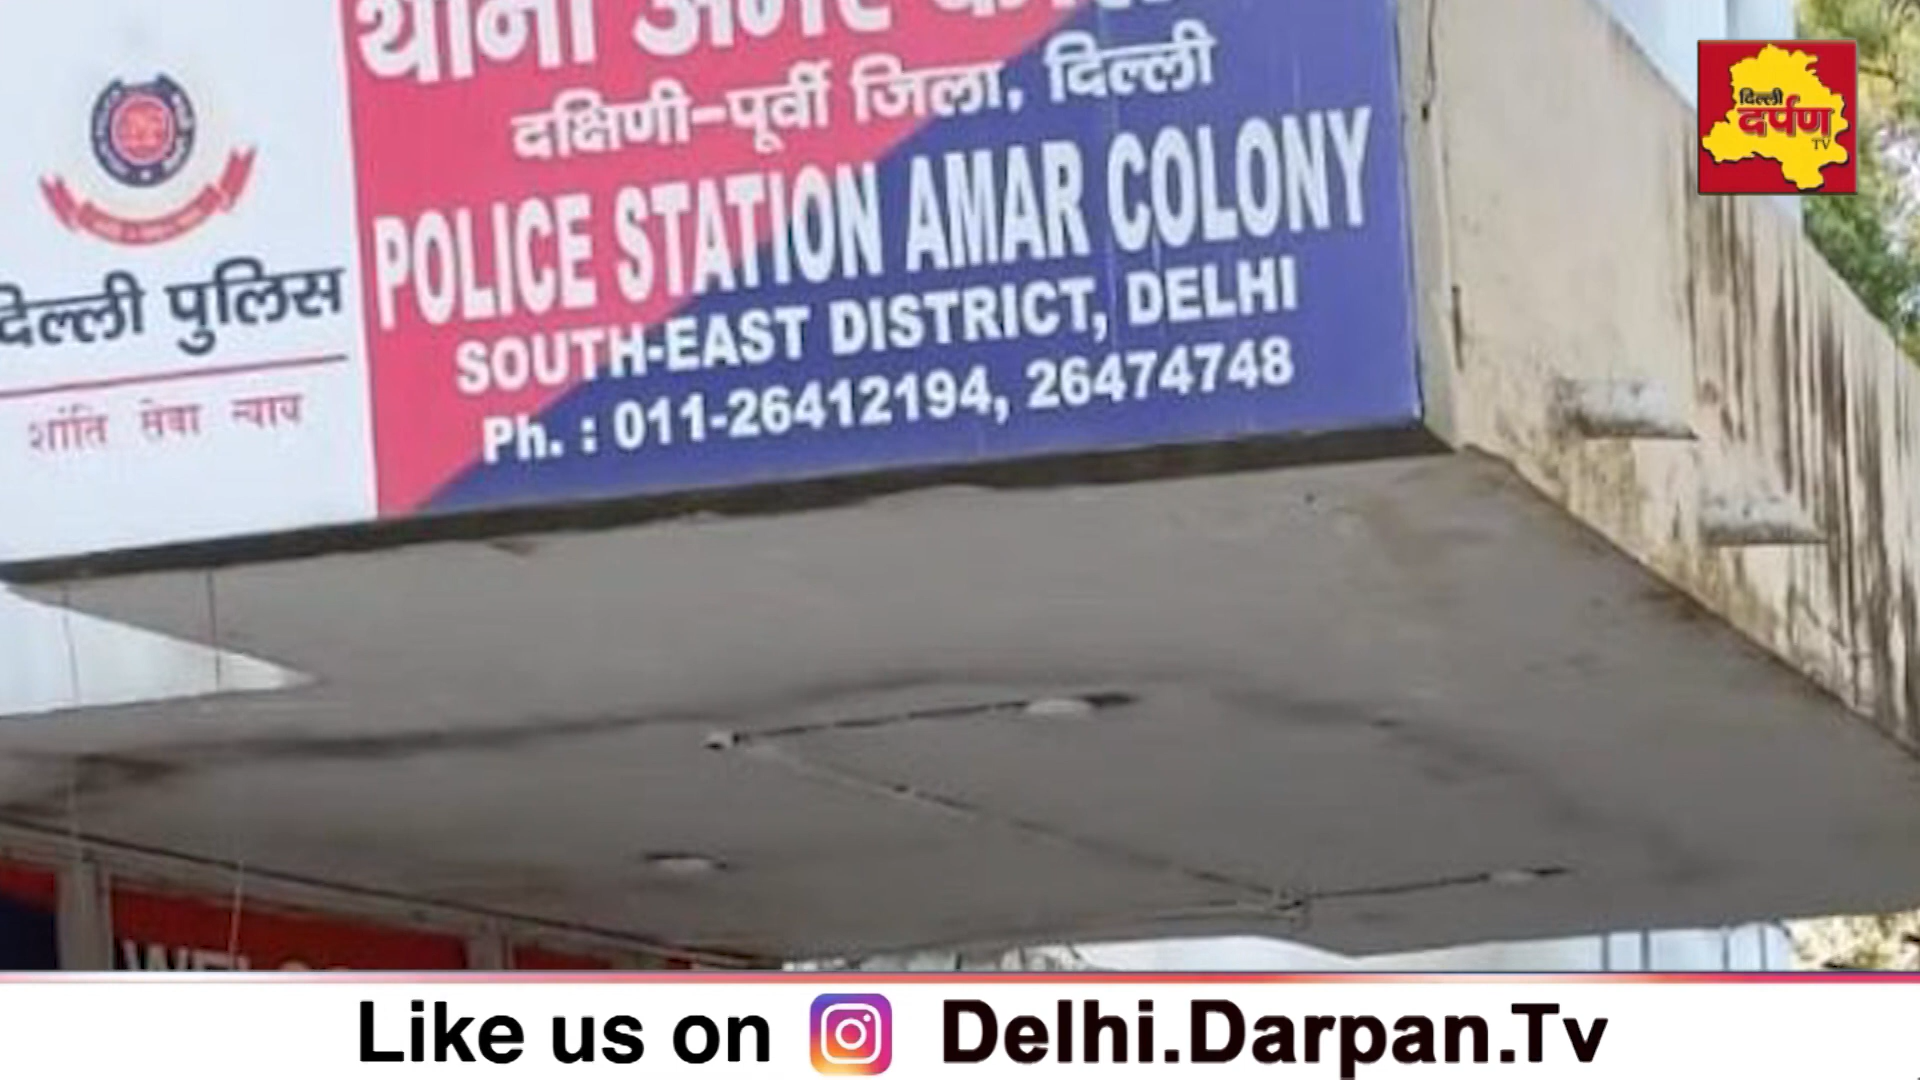 थाना अमर
दक्षिणी-पूर्वी जिला, दिल्ली
POLICE STATION AMAR COLONY
SOUTH-EAST DISTRICT, DELHI
Ph. : 011-26412194, 26474748
दिल्ली पुलिस
शांति सेवा न्याय
दिल्ली
दर्पण
TV
Like us on Delhi.Darpan.Tv